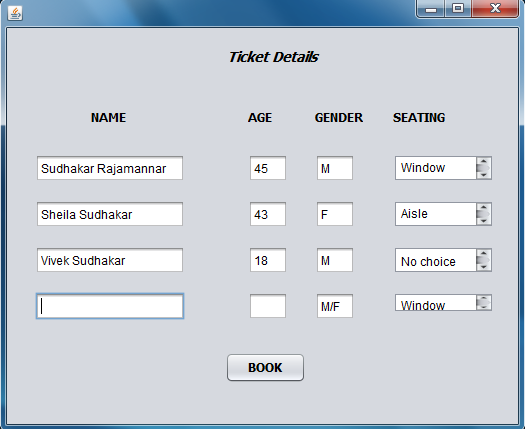 Ticket Details
NAME AGE GENDER SEATING
Sudhakar Rajamannar 45 M Window
Sheila Sudhakar 43 F Aisle
Vivek Sudhakar 18 M No choice
M/F Window
BOOK